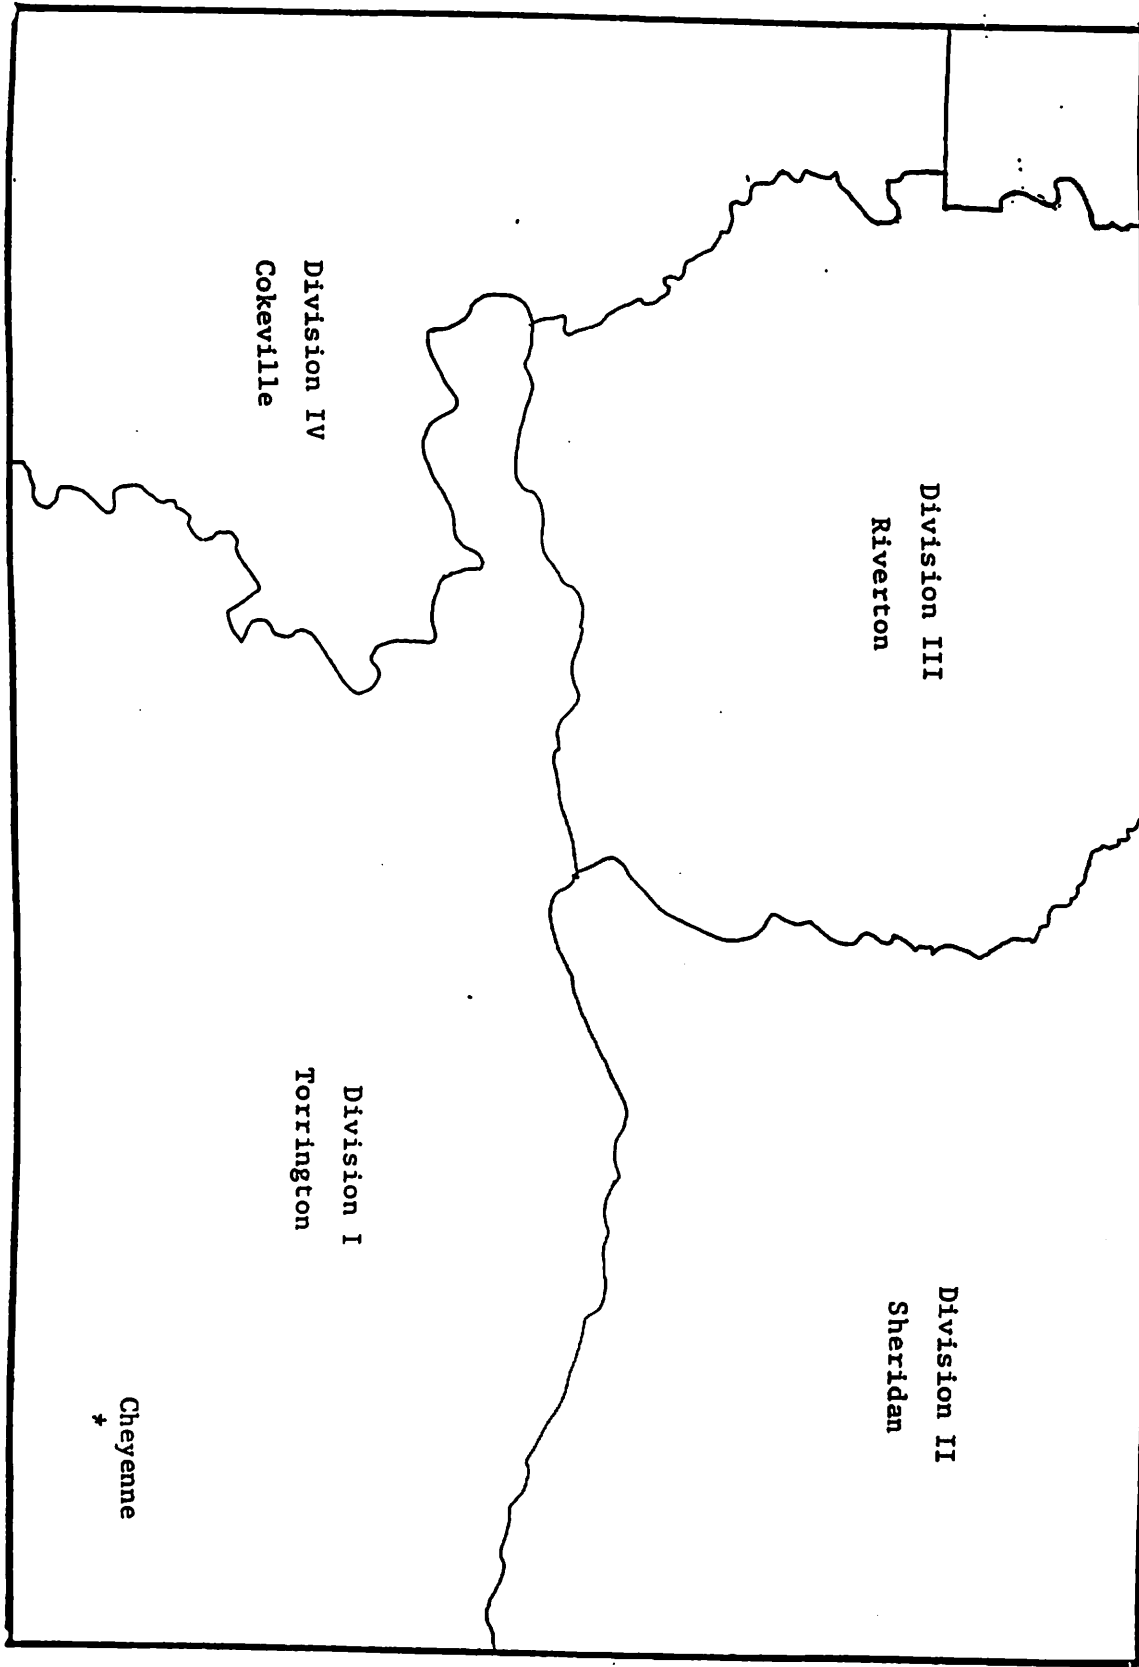 Division III
Riverton
Division II
Sheridan
Division IV
Cokeville
Division I
Torrington
Cheyenne
*